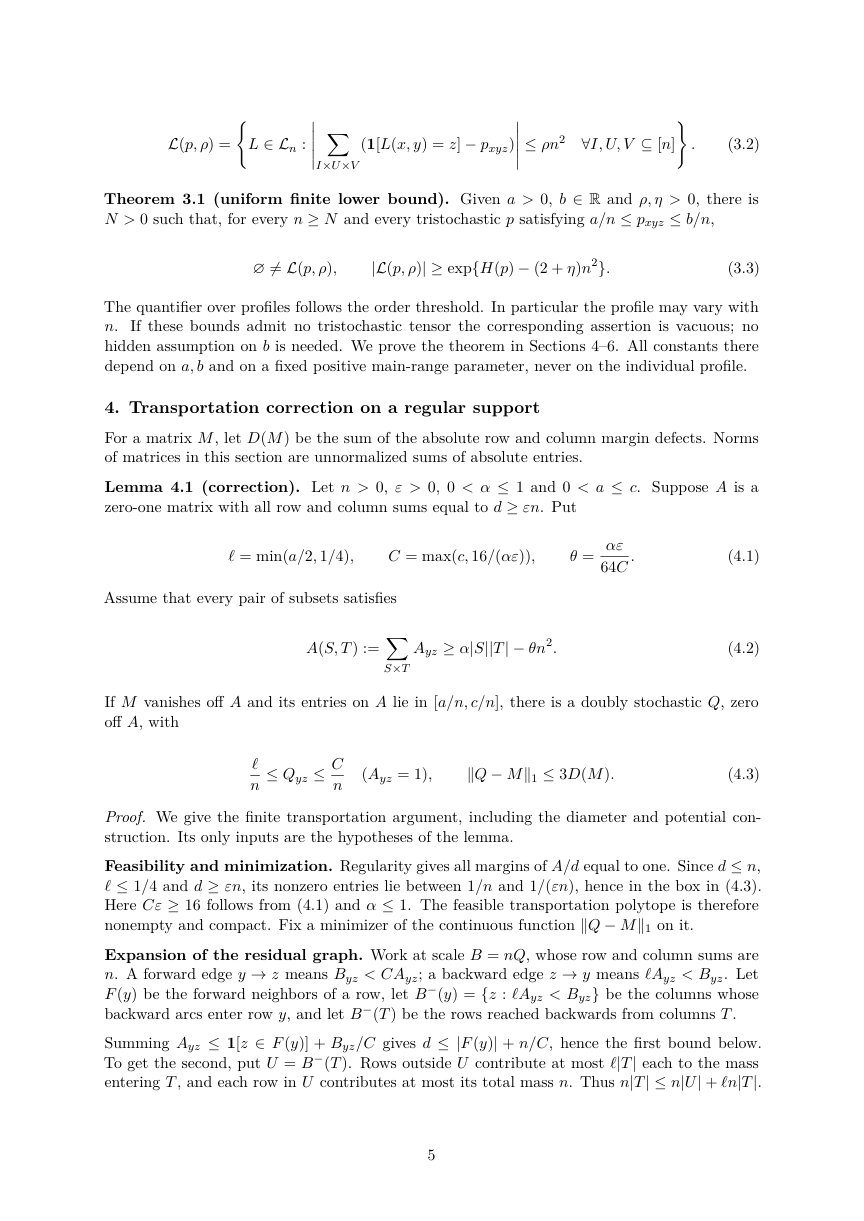 ℒ(p, ρ) = { L ∈ ℒₙ : | ∑_{I×U×V} (𝟏[L(x, y) = z] − p_{xyz}) | ≤ ρn² ∀I, U, V ⊆ [n] } . (3.2)
Theorem 3.1 (uniform finite lower bound). Given a > 0, b ∈ ℝ and ρ, η > 0, there is
N > 0 such that, for every n ≥ N and every tristochastic p satisfying a/n ≤ p_{xyz} ≤ b/n,
∅ ≠ ℒ(p, ρ), |ℒ(p, ρ)| ≥ exp{H(p) − (2 + η)n²}. (3.3)
The quantifier over profiles follows the order threshold. In particular the profile may vary with
n. If these bounds admit no tristochastic tensor the corresponding assertion is vacuous; no
hidden assumption on b is needed. We prove the theorem in Sections 4–6. All constants there
depend on a, b and on a fixed positive main-range parameter, never on the individual profile.
4. Transportation correction on a regular support
For a matrix M, let D(M) be the sum of the absolute row and column margin defects. Norms
of matrices in this section are unnormalized sums of absolute entries.
Lemma 4.1 (correction). Let n > 0, ε > 0, 0 < α ≤ 1 and 0 < a ≤ c. Suppose A is a
zero-one matrix with all row and column sums equal to d ≥ εn. Put
ℓ = min(a/2, 1/4), C = max(c, 16/(αε)), θ = αε/64C. (4.1)
Assume that every pair of subsets satisfies
A(S, T) := ∑_{S×T} A_{yz} ≥ α|S||T| − θn². (4.2)
If M vanishes off A and its entries on A lie in [a/n, c/n], there is a doubly stochastic Q, zero
off A, with
ℓ/n ≤ Q_{yz} ≤ C/n (A_{yz} = 1), ‖Q − M‖₁ ≤ 3D(M). (4.3)
Proof. We give the finite transportation argument, including the diameter and potential con-
struction. Its only inputs are the hypotheses of the lemma.
Feasibility and minimization. Regularity gives all margins of A/d equal to one. Since d ≤ n,
ℓ ≤ 1/4 and d ≥ εn, its nonzero entries lie between 1/n and 1/(εn), hence in the box in (4.3).
Here Cε ≥ 16 follows from (4.1) and α ≤ 1. The feasible transportation polytope is therefore
nonempty and compact. Fix a minimizer of the continuous function ‖Q − M‖₁ on it.
Expansion of the residual graph. Work at scale B = nQ, whose row and column sums are
n. A forward edge y → z means B_{yz} < CA_{yz}; a backward edge z → y means ℓA_{yz} < B_{yz}. Let
F(y) be the forward neighbors of a row, let B⁻(y) = {z : ℓA_{yz} < B_{yz}} be the columns whose
backward arcs enter row y, and let B⁻(T) be the rows reached backwards from columns T.
Summing A_{yz} ≤ 𝟏[z ∈ F(y)] + B_{yz}/C gives d ≤ |F(y)| + n/C, hence the first bound below.
To get the second, put U = B⁻(T). Rows outside U contribute at most ℓ|T| each to the mass
entering T, and each row in U contributes at most its total mass n. Thus n|T| ≤ n|U| + ℓn|T|.
5